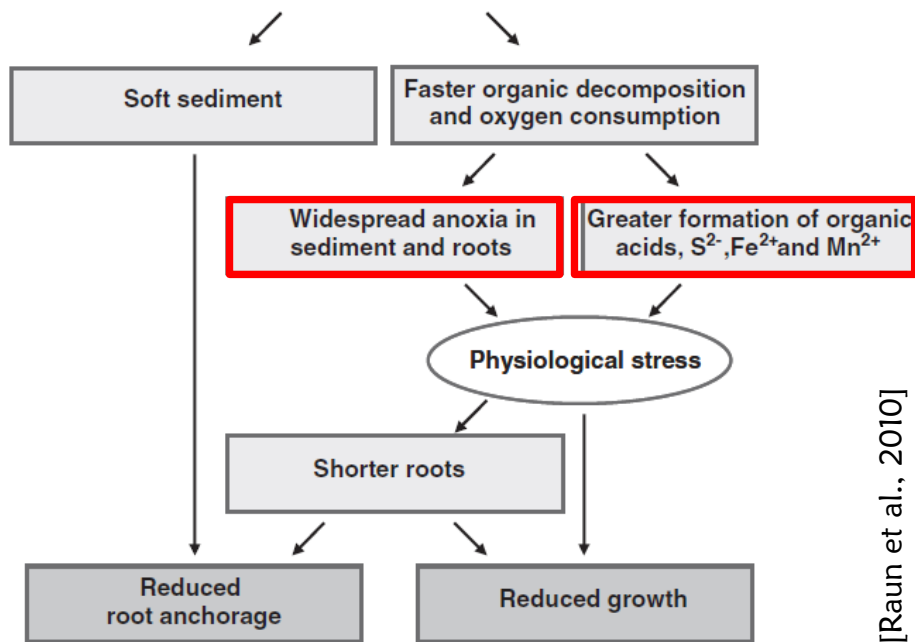 Soft sediment
Faster organic decomposition
and oxygen consumption
Widespread anoxia in
sediment and roots
Greater formation of organic
acids, S²⁻,Fe²⁺and Mn²⁺
Physiological stress
Shorter roots
Reduced
root anchorage
Reduced growth
[Raun et al., 2010]